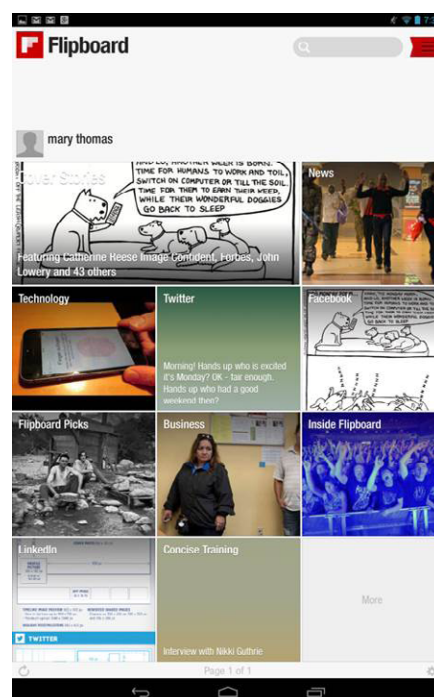 7:2
Flipboard
mary thomas
Cover Stories
AND LO, ANOTHER WEEK IS BORN.
TIME FOR HUMANS TO WORK AND TOIL,
SWITCH ON COMPUTER OR TILL THE SOIL.
TIME FOR THEM TO EARN THEIR WEED,
WHILE THEIR WONDERFUL DOGGIES
GO BACK TO SLEEP
Featuring Catherine Reese Image Confident, Forbes, John
Lowery and 43 others
News
Technology
Twitter
Morning! Hands up who is excited
it's Monday? OK - fair enough.
Hands up who had a good
weekend then?
Facebook
Flipboard Picks
Business
Inside Flipboard
LinkedIn
TWITTER
Concise Training
Interview with Nikki Guthrie
More
Page 1 of 1